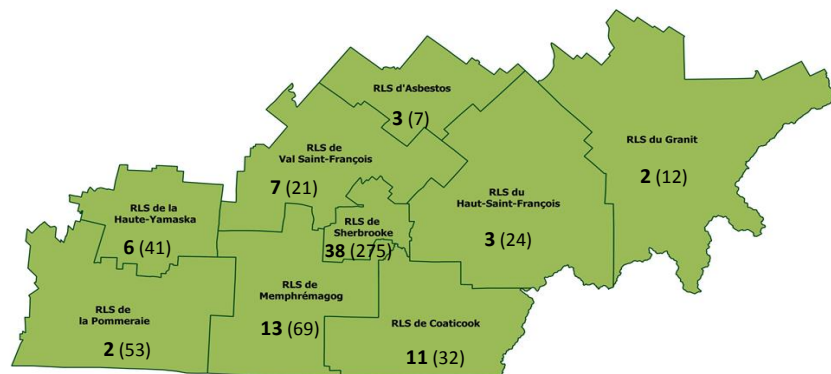 RLS d'Asbestos
3 (7)
RLS de
Val Saint-François
7 (21)
RLS du Granit
2 (12)
RLS de la
Haute-Yamaska
6 (41)
RLS de
Sherbrooke
38 (275)
RLS du
Haut-Saint-François
3 (24)
RLS de
la Pommeraie
2 (53)
RLS de
Memphrémagog
13 (69)
RLS de Coaticook
11 (32)